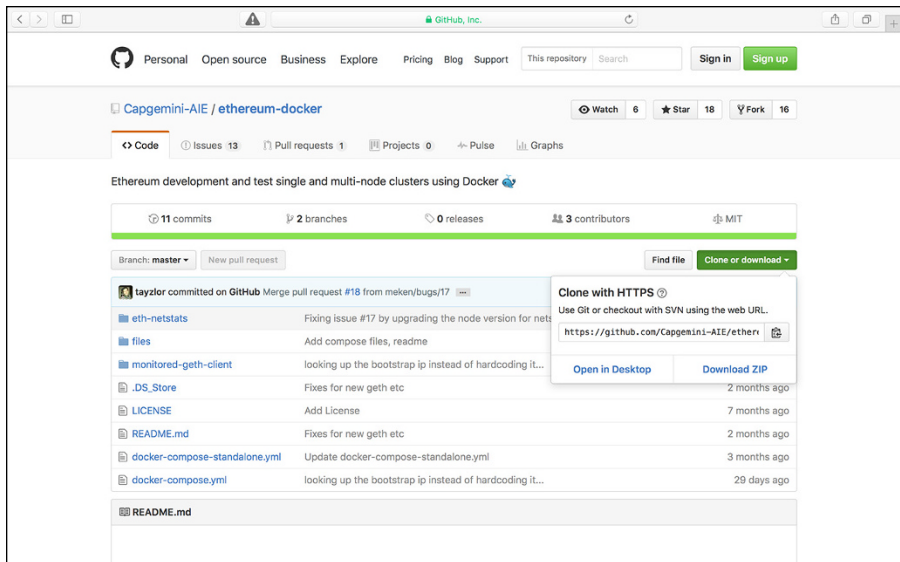 GitHub, Inc.
Personal Open source Business Explore Pricing Blog Support This repository Search Sign in Sign up
Capgemini-AIE / ethereum-docker
Watch 6 Star 18 Fork 16
Code Issues 13 Pull requests 1 Projects 0 Pulse Graphs
Ethereum development and test single and multi-node clusters using Docker
11 commits 2 branches 0 releases 3 contributors MIT
Branch: master New pull request Find file Clone or download
tayzlor committed on GitHub Merge pull request #18 from meken/bugs/17 ...
Clone with HTTPS
Use Git or checkout with SVN using the web URL.
https://github.com/Capgemini-AIE/ether
Open in Desktop Download ZIP
eth-netstats Fixing issue #17 by upgrading the node version for nets
files Add compose files, readme
monitored-geth-client looking up the bootstrap ip instead of hardcoding it...
.DS_Store Fixes for new geth etc 2 months ago
LICENSE Add License 7 months ago
README.md Fixes for new geth etc 2 months ago
docker-compose-standalone.yml Update docker-compose-standalone.yml 3 months ago
docker-compose.yml looking up the bootstrap ip instead of hardcoding it... 29 days ago
README.md